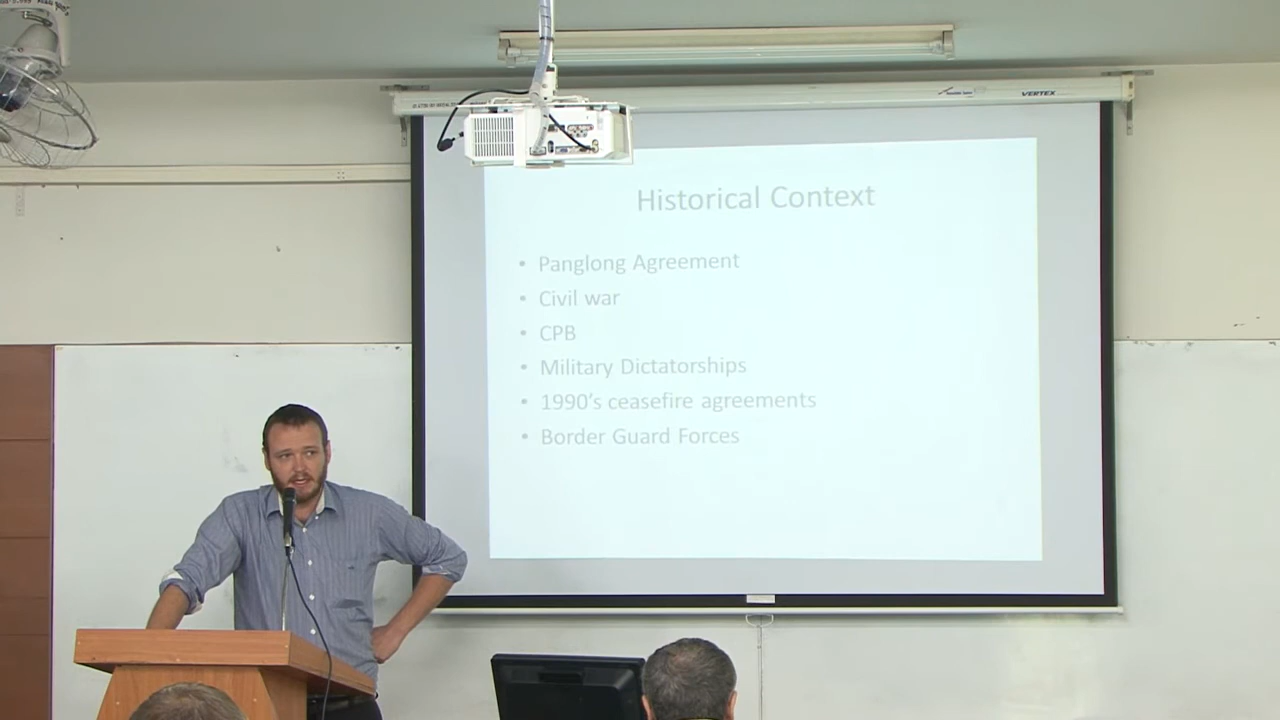 VERTEX
Historical Context
• Panglong Agreement
• Civil war
• CPB
• Military Dictatorships
• 1990's ceasefire agreements
• Border Guard Forces